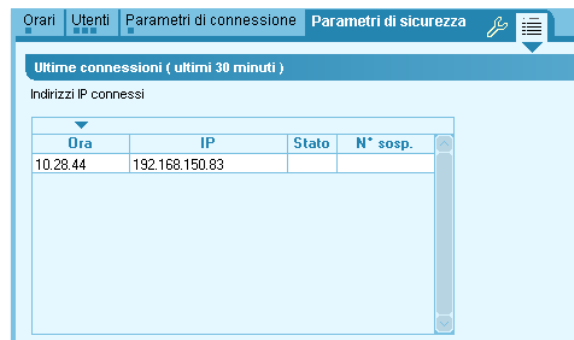 Orari Utenti Parametri di connessione Parametri di sicurezza
Ultime connessioni ( ultimi 30 minuti )
Indirizzi IP connessi
Ora IP Stato N° sosp.
10.28.44 192.168.150.83